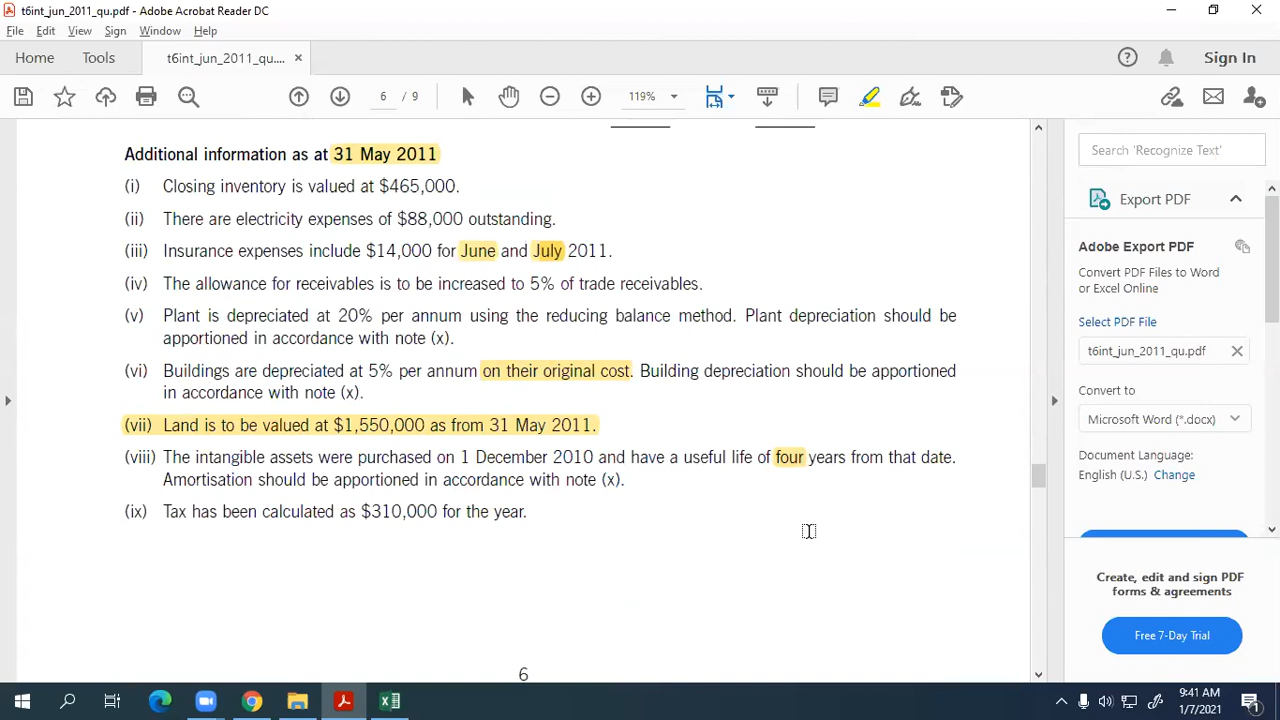 t6int_jun_2011_qu.pdf - Adobe Acrobat Reader DC
File Edit View Sign Window Help
Home Tools t6int_jun_2011_qu.... × Sign In
6 / 9 119%
Additional information as at 31 May 2011
(i) Closing inventory is valued at $465,000.
(ii) There are electricity expenses of $88,000 outstanding.
(iii) Insurance expenses include $14,000 for June and July 2011.
(iv) The allowance for receivables is to be increased to 5% of trade receivables.
(v) Plant is depreciated at 20% per annum using the reducing balance method. Plant depreciation should be
apportioned in accordance with note (x).
(vi) Buildings are depreciated at 5% per annum on their original cost. Building depreciation should be apportioned
in accordance with note (x).
(vii) Land is to be valued at $1,550,000 as from 31 May 2011.
(viii) The intangible assets were purchased on 1 December 2010 and have a useful life of four years from that date.
Amortisation should be apportioned in accordance with note (x).
(ix) Tax has been calculated as $310,000 for the year.
6
Search 'Recognize Text'
Export PDF
Adobe Export PDF
Convert PDF Files to Word
or Excel Online
Select PDF File
t6int_jun_2011_qu.pdf
Convert to
Microsoft Word (*.docx)
Document Language:
English (U.S.) Change
Create, edit and sign PDF
forms & agreements
Free 7-Day Trial
9:41 AM
1/7/2021
1